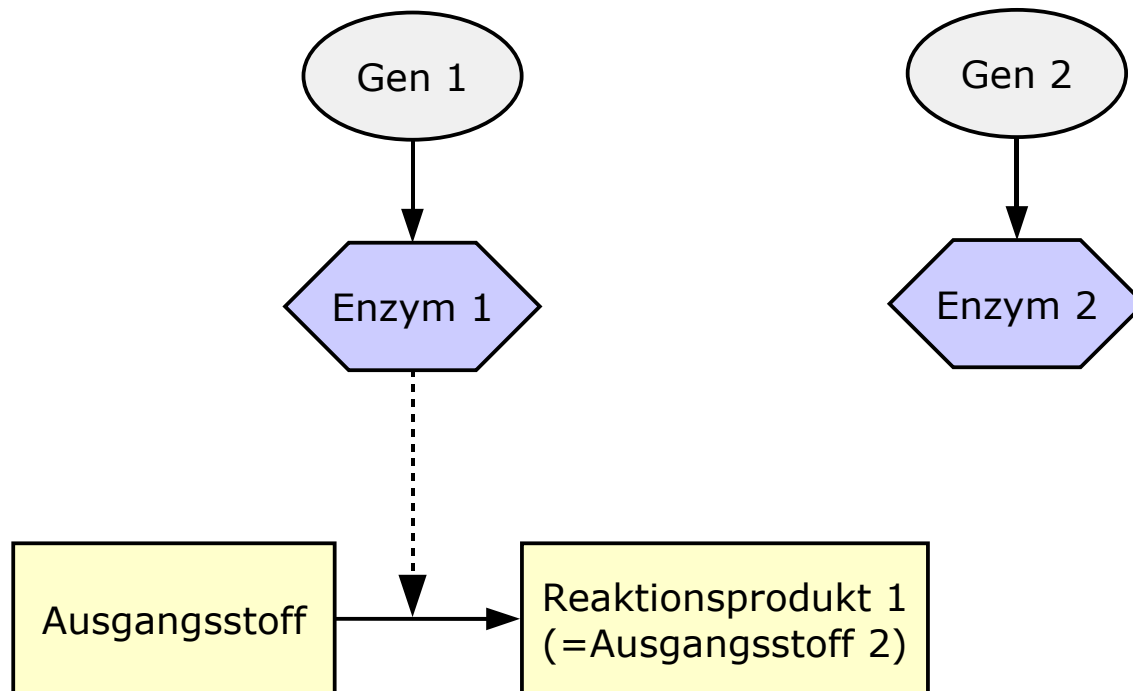 Gen 1
Gen 2
Enzym 1
Enzym 2
Ausgangsstoff
Reaktionsprodukt 1
(=Ausgangsstoff 2)